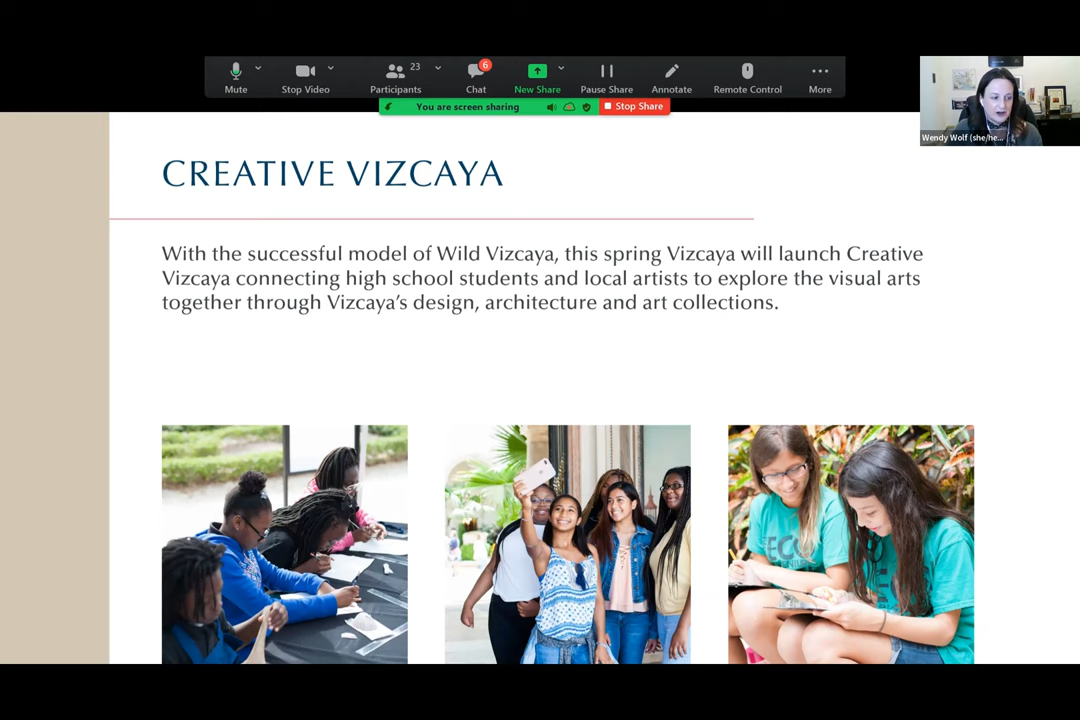 23
6
Mute
Stop Video
Participants
Chat
New Share
Pause Share
Annotate
Remote Control
More
You are screen sharing
Stop Share
Wendy Wolf (she/he...
CREATIVE VIZCAYA
With the successful model of Wild Vizcaya, this spring Vizcaya will launch Creative
Vizcaya connecting high school students and local artists to explore the visual arts
together through Vizcaya’s design, architecture and art collections.